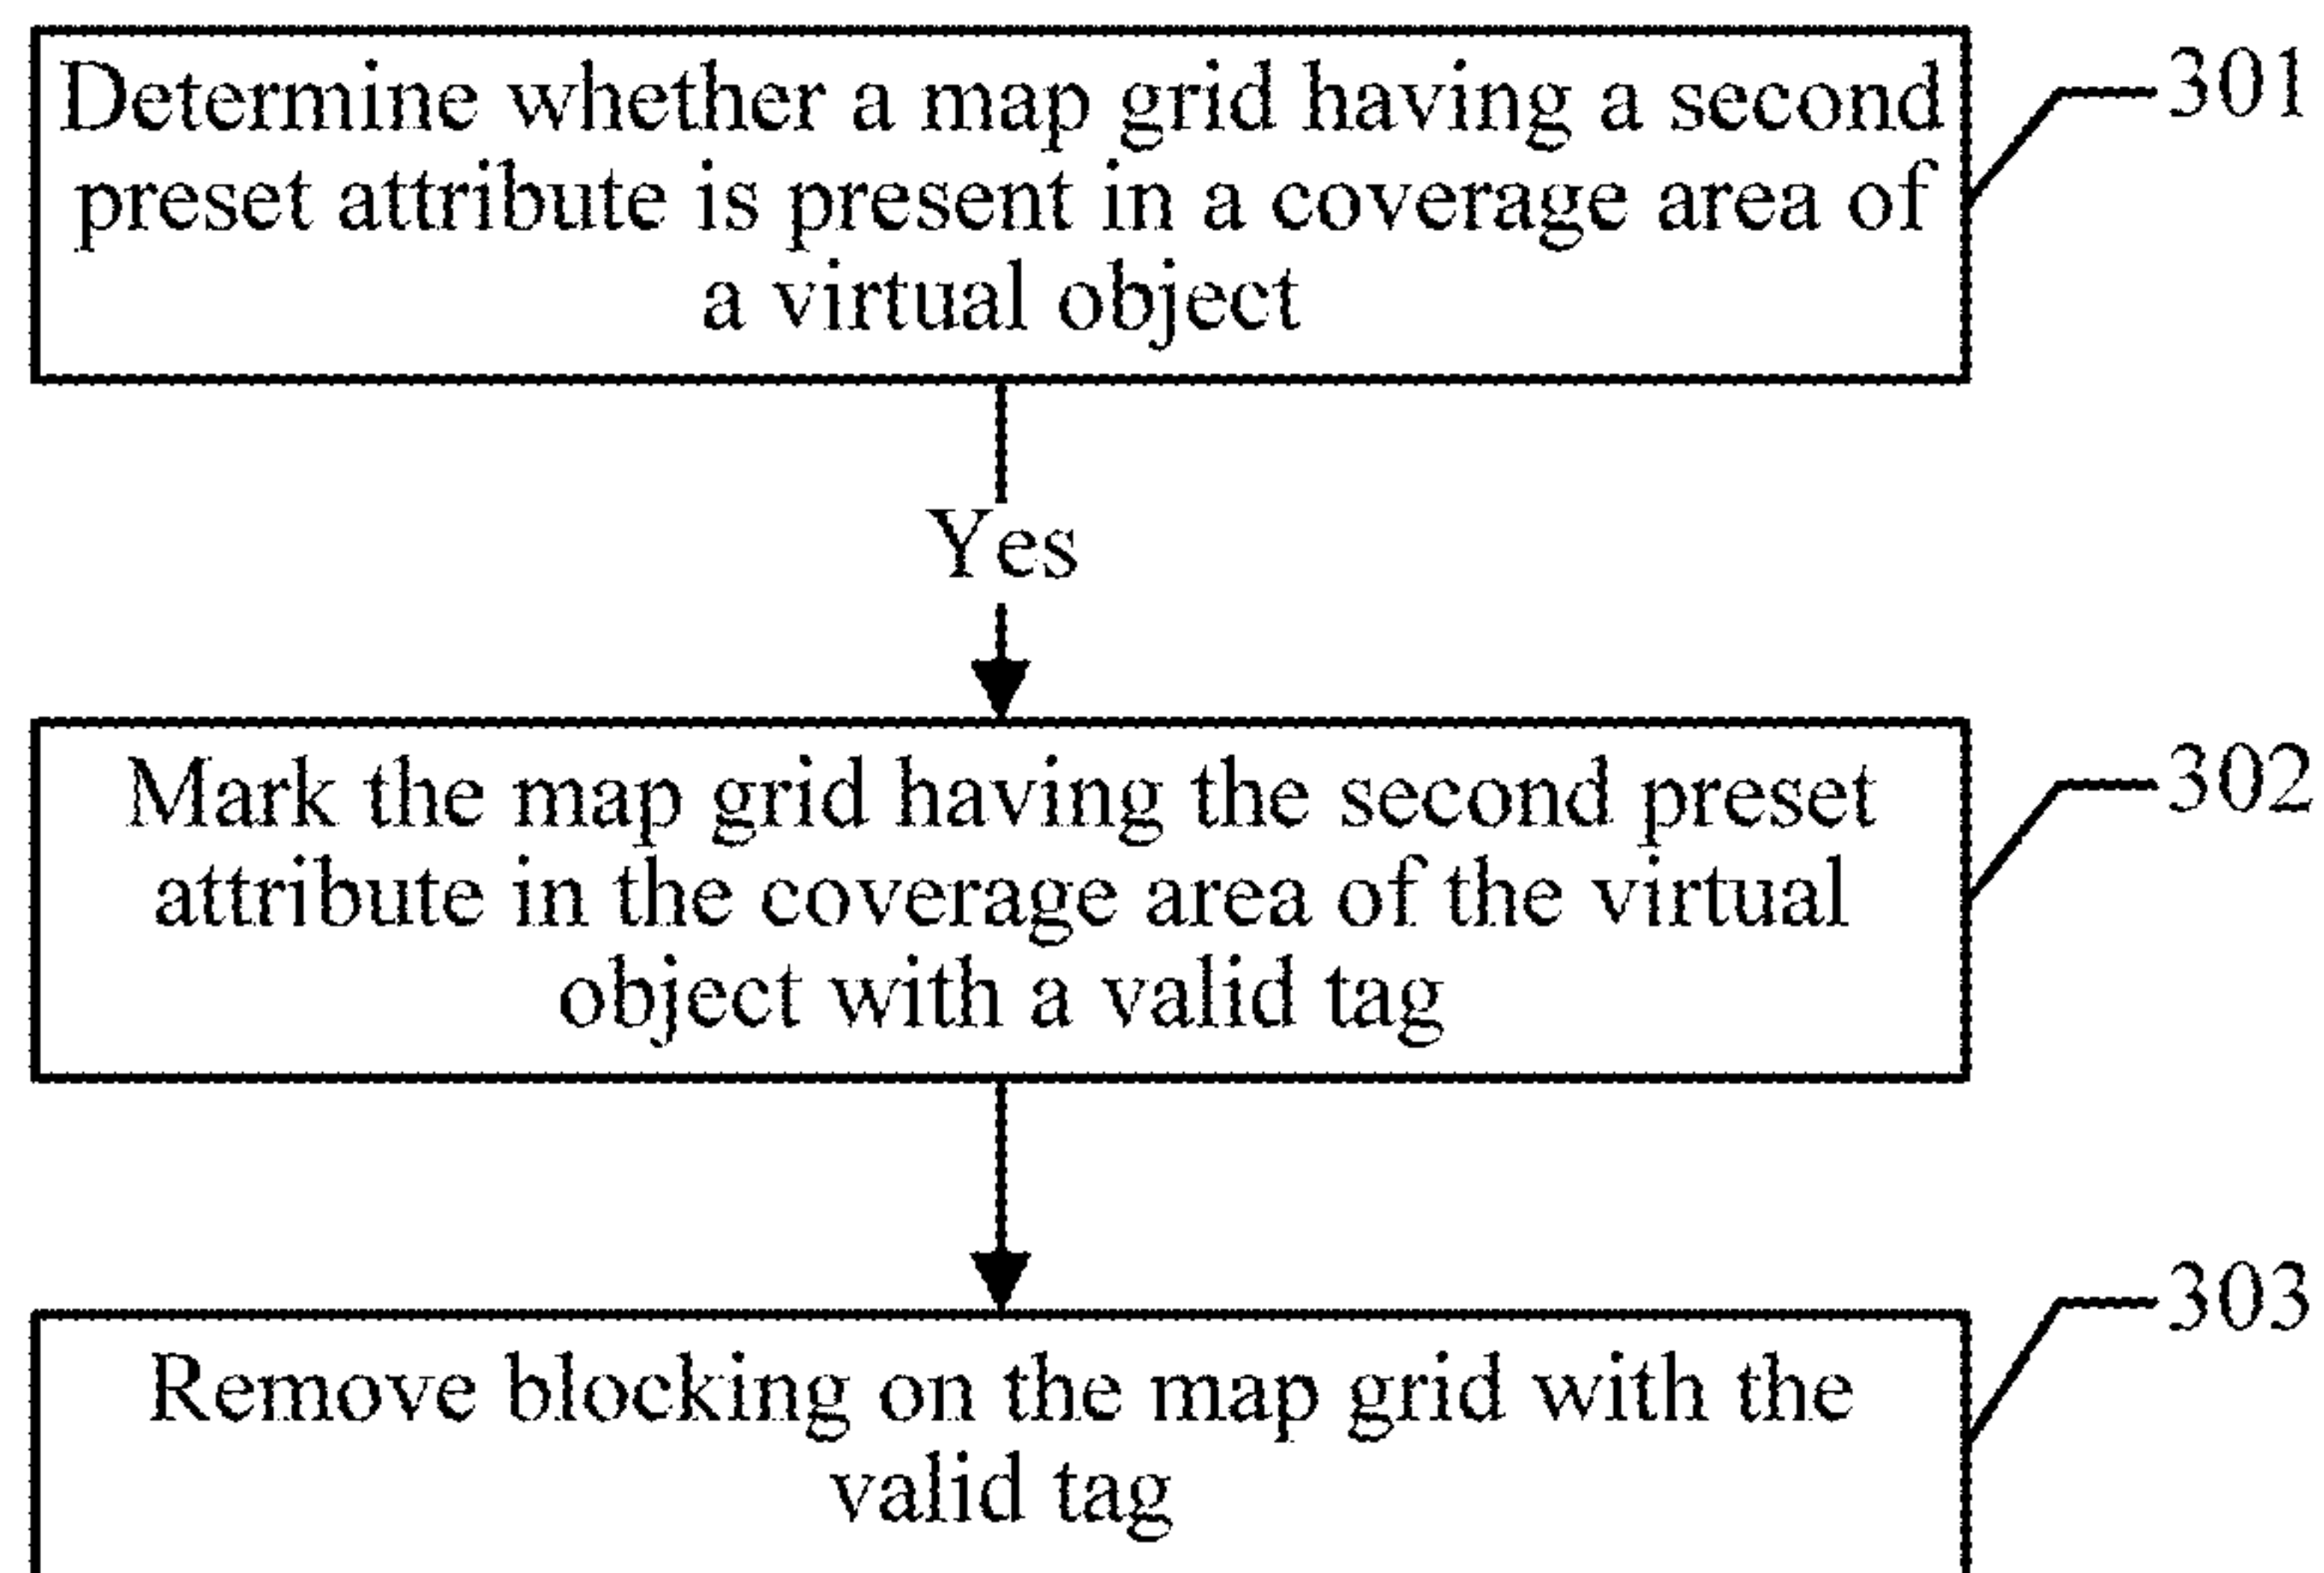 Determine whether a map grid having a second
preset attribute is present in a coverage area of
a virtual object
301
Yes
Mark the map grid having the second preset
attribute in the coverage area of the virtual
object with a valid tag
302
Remove blocking on the map grid with the
valid tag
303